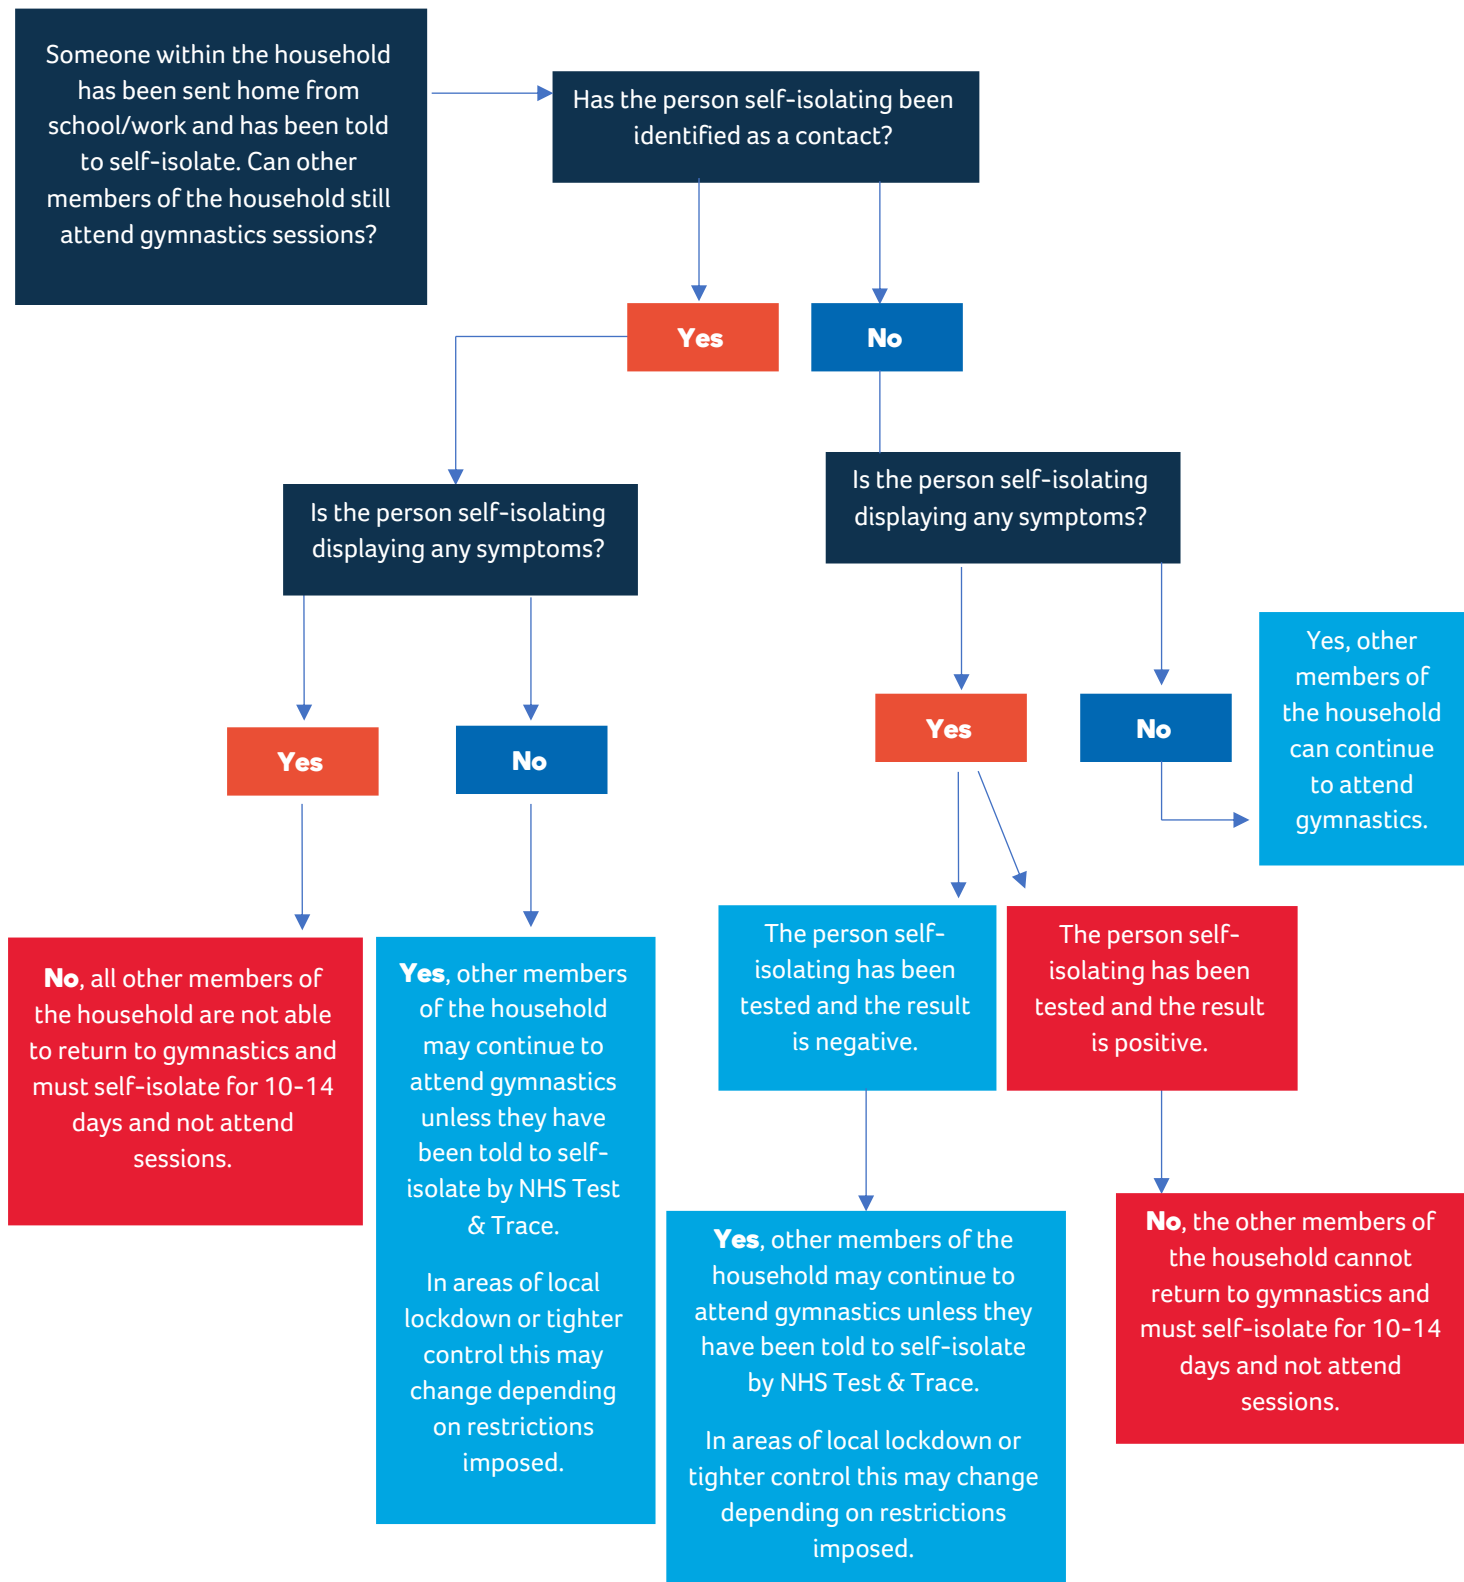 Someone within the household
has been sent home from
school/work and has been told
to self-isolate. Can other
members of the household still
attend gymnastics sessions?
Has the person self-isolating been
identified as a contact?
Yes
No
Is the person self-isolating
displaying any symptoms?
Is the person self-isolating
displaying any symptoms?
Yes
No
Yes
No
Yes, other
members of
the household
can continue
to attend
gymnastics.
No, all other members of
the household are not able
to return to gymnastics and
must self-isolate for 10-14
days and not attend
sessions.
Yes, other members
of the household
may continue to
attend gymnastics
unless they have
been told to self-
isolate by NHS Test
& Trace.
In areas of local
lockdown or tighter
control this may
change depending
on restrictions
imposed.
The person self-
isolating has been
tested and the result
is negative.
The person self-
isolating has been
tested and the result
is positive.
Yes, other members of the
household may continue to
attend gymnastics unless they
have been told to self-isolate
by NHS Test & Trace.
In areas of local lockdown or
tighter control this may change
depending on restrictions
imposed.
No, the other members of
the household cannot
return to gymnastics and
must self-isolate for 10-14
days and not attend
sessions.